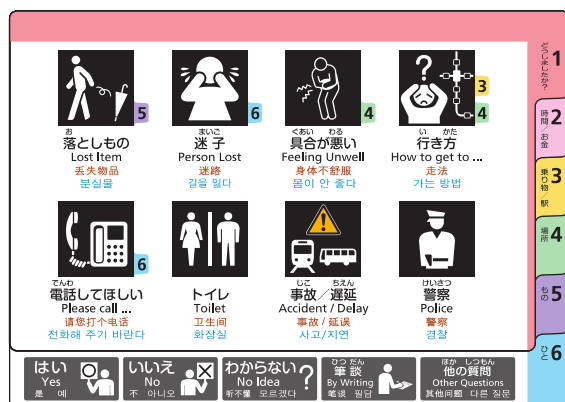 お
落としもの
Lost Item
丢失物品
분실물
5
まいご
迷子
Person Lost
迷路
길을 잃다
6
ぐあい わる
具合が悪い
Feeling Unwell
身体不舒服
몸이 안 좋다
4
?
い かた
行き方
How to get to ...
走法
가는 방법
3
4
でんわ
電話してほしい
Please call ...
请您打个电话
전화해 주기 바란다
6
トイレ
Toilet
卫生间
화장실
じこ ちえん
事故/遅延
Accident / Delay
事故 / 延误
사고/지연
けいさつ
警察
Police
警察
경찰
はい
Yes
是 예
いいえ
No
不 아니오
わからない?
No Idea
听不懂 모르겠다
ひつ だん
筆談
By Writing
笔谈 필담
ほか しつもん
他の質問
Other Questions
其他问题 다른 질문
どうしましたか? 1
時間/お金 2
乗り物/駅 3
場所 4
もの 5
ひと 6